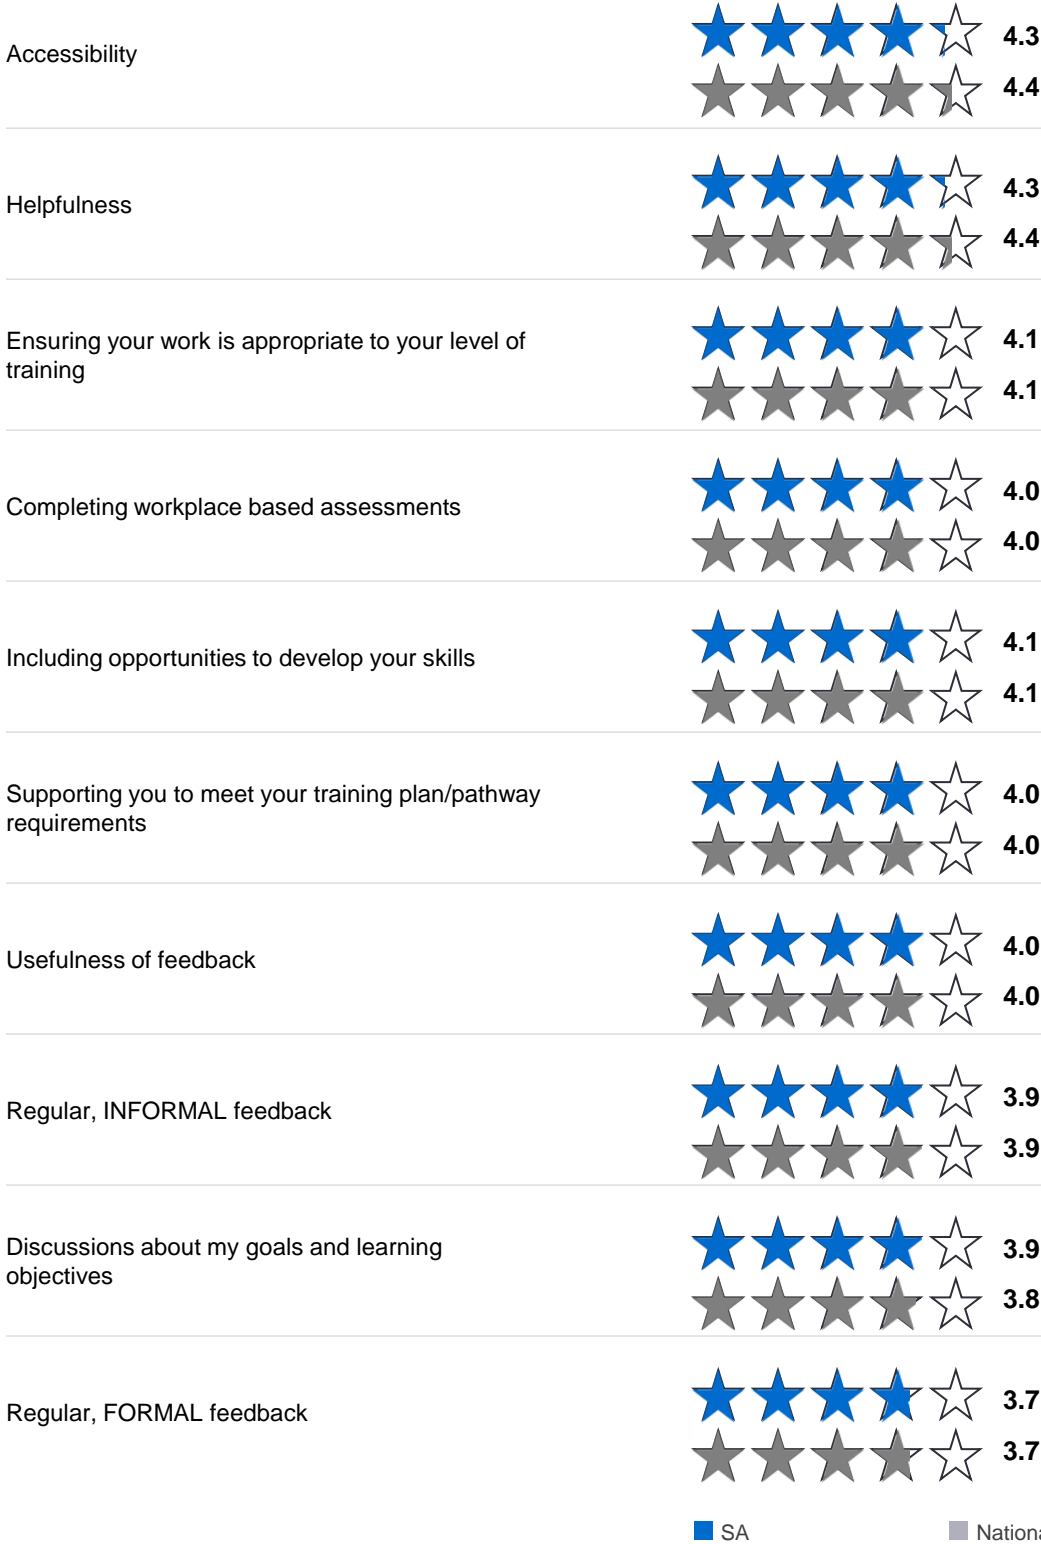 Accessibility
4.3
4.4
Helpfulness
4.3
4.4
Ensuring your work is appropriate to your level of
training
4.1
4.1
Completing workplace based assessments
4.0
4.0
Including opportunities to develop your skills
4.1
4.1
Supporting you to meet your training plan/pathway
requirements
4.0
4.0
Usefulness of feedback
4.0
4.0
Regular, INFORMAL feedback
3.9
3.9
Discussions about my goals and learning
objectives
3.9
3.8
Regular, FORMAL feedback
3.7
3.7
SA